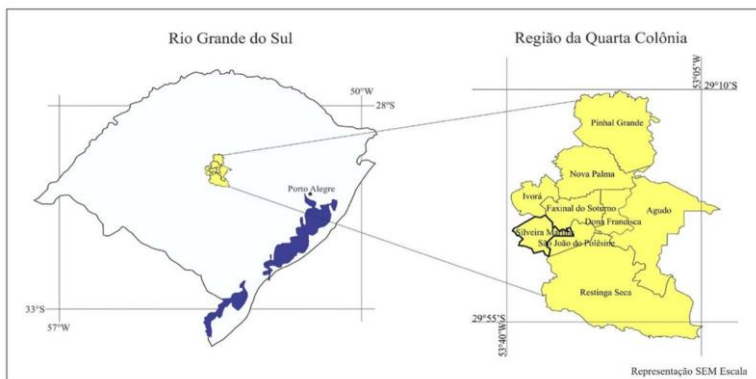 Rio Grande do Sul
50°W
28°S
Porto Alegre
33°S
57°W
Região da Quarta Colônia
53°05'W
29°10'S
Pinhal Grande
Nova Palma
Ivorá
Faxinal do Soturno
Dona Francisca
Agudo
Silveira Martins
São João do Polêsine
Restinga Seca
29°55'S
53°40'W
Representação SEM Escala